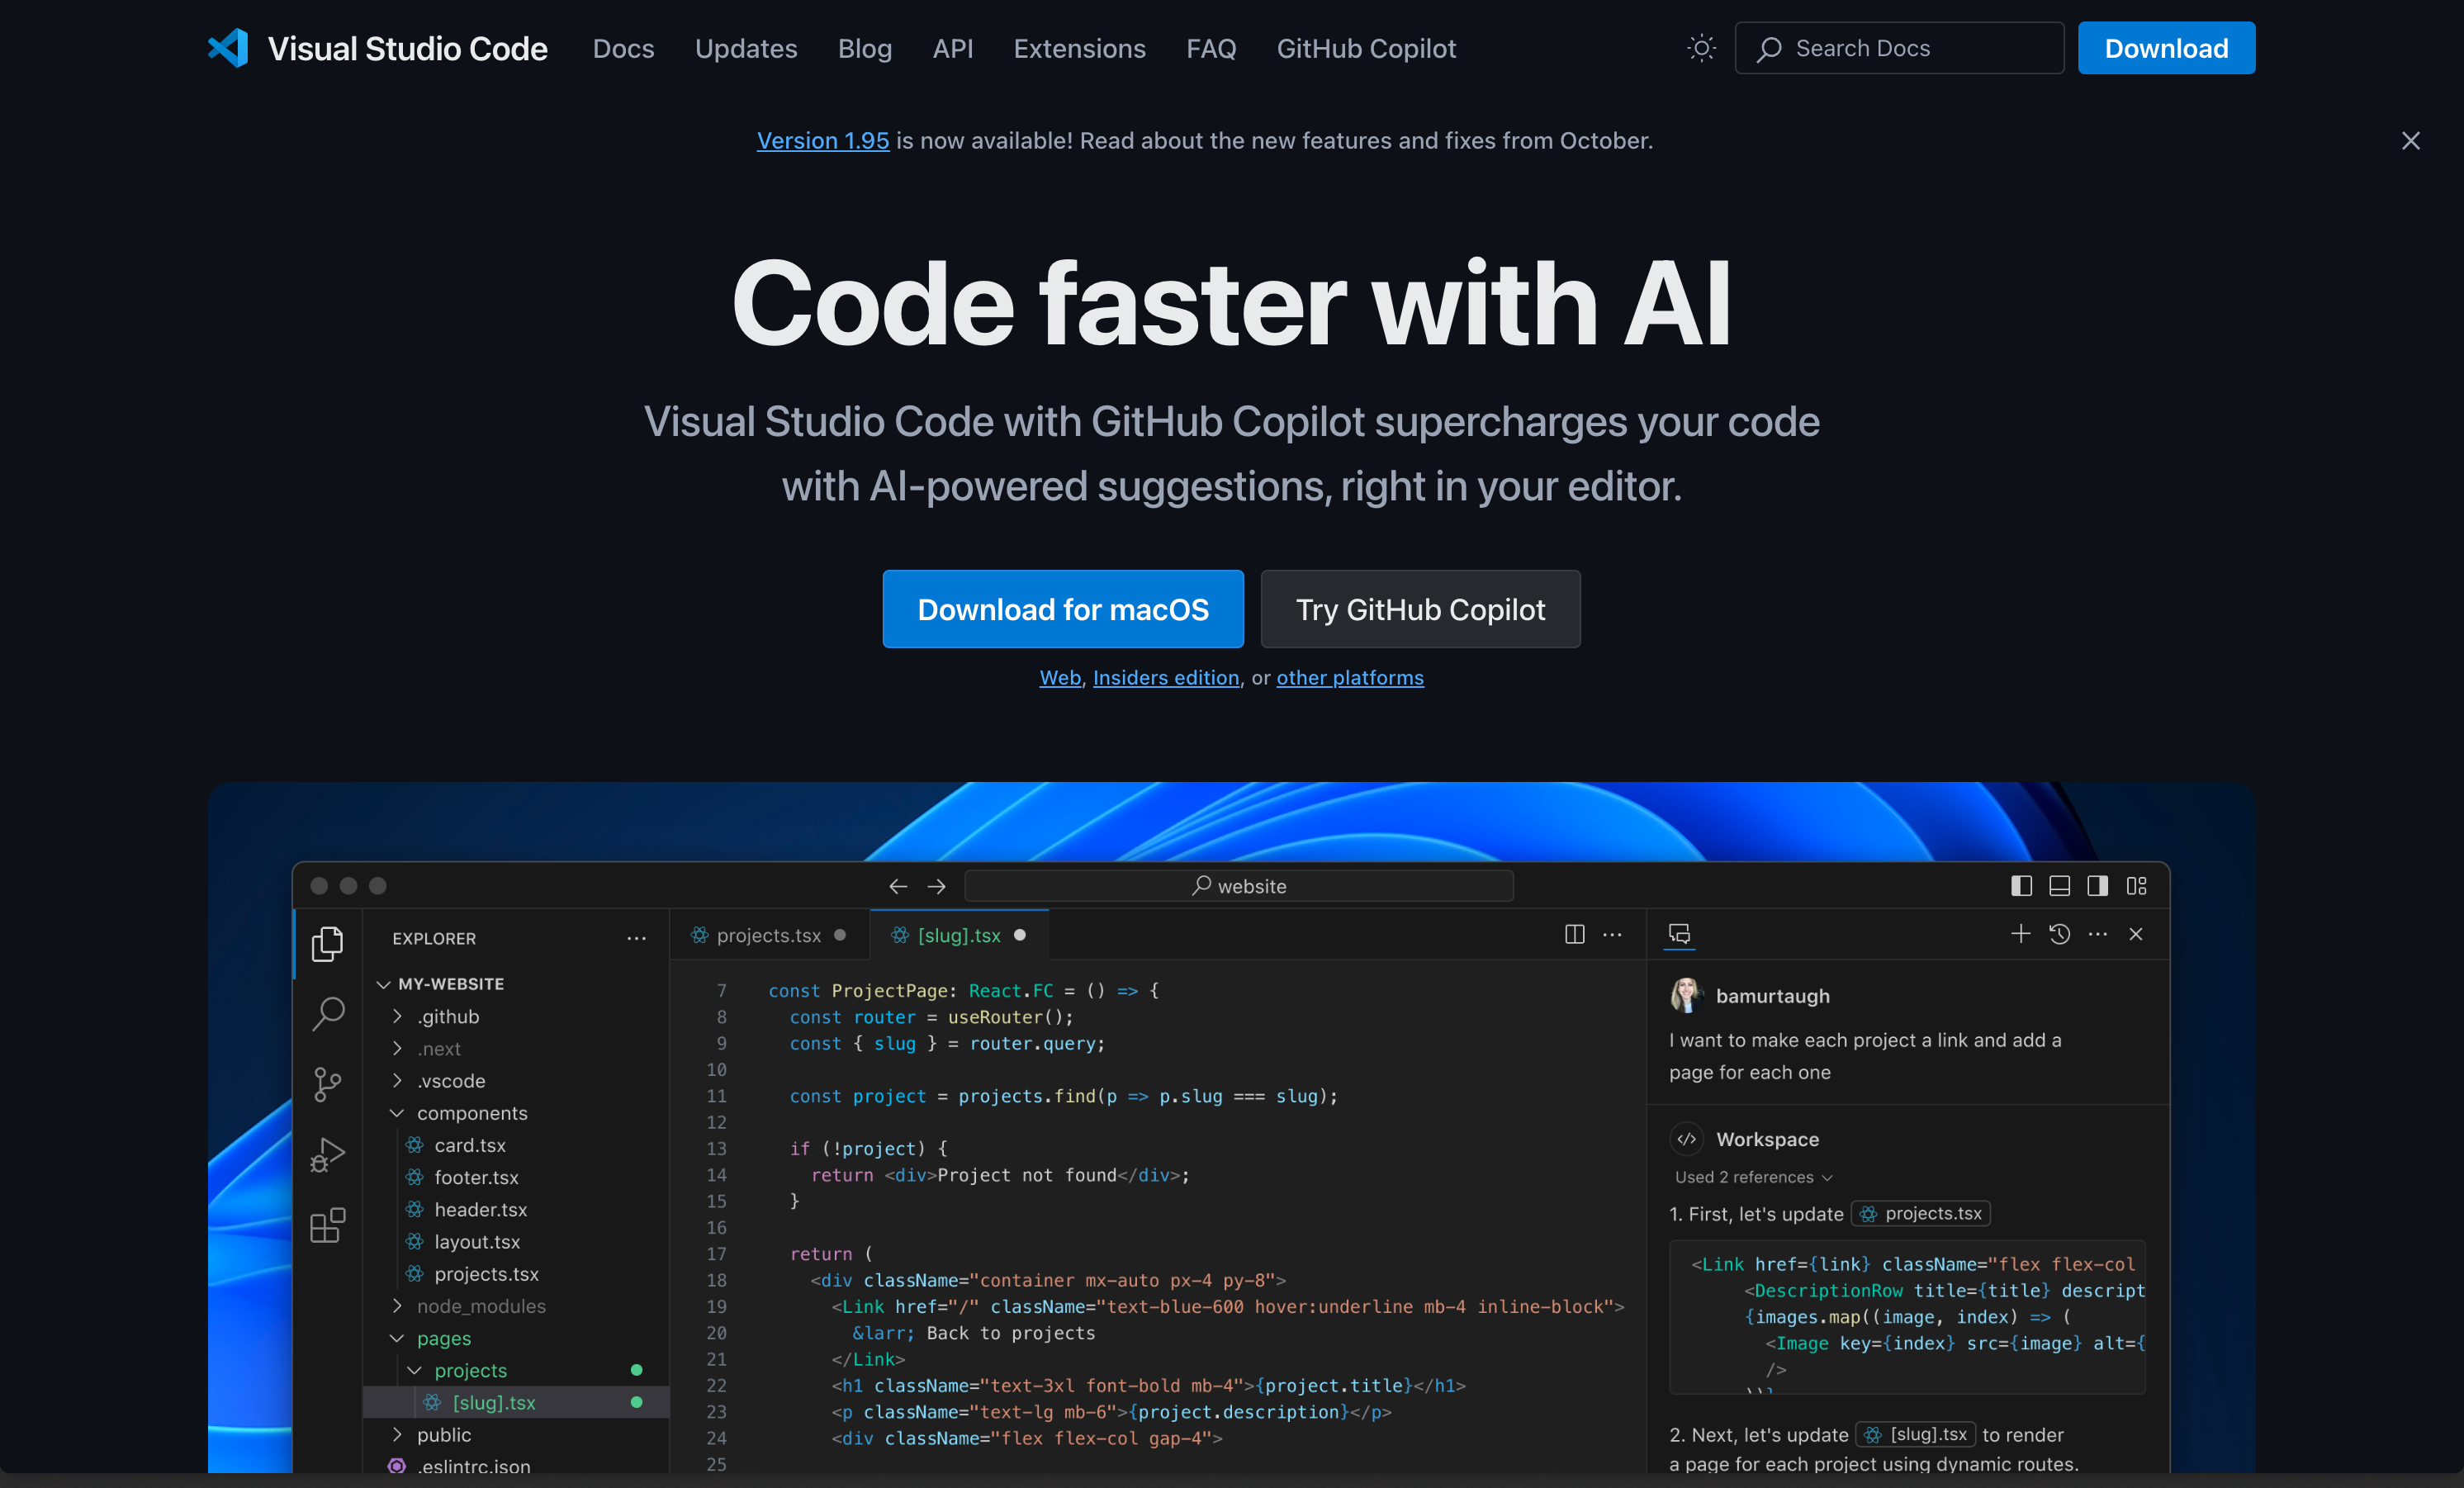 Visual Studio Code Docs Updates Blog API Extensions FAQ GitHub Copilot Search Docs Download
Version 1.95 is now available! Read about the new features and fixes from October.
Code faster with AI
Visual Studio Code with GitHub Copilot supercharges your code
with AI-powered suggestions, right in your editor.
Download for macOS Try GitHub Copilot
Web, Insiders edition, or other platforms
website
EXPLORER
MY-WEBSITE
.github
.next
.vscode
components
card.tsx
footer.tsx
header.tsx
layout.tsx
projects.tsx
node_modules
pages
projects
[slug].tsx
public
.eslintrc.json
projects.tsx [slug].tsx
7 const ProjectPage: React.FC = () => {
8 const router = useRouter();
9 const { slug } = router.query;
10
11 const project = projects.find(p => p.slug === slug);
12
13 if (!project) {
14 return <div>Project not found</div>;
15 }
16
17 return (
18 <div className="container mx-auto px-4 py-8">
19 <Link href="/" className="text-blue-600 hover:underline mb-4 inline-block">
20 &larr; Back to projects
21 </Link>
22 <h1 className="text-3xl font-bold mb-4">{project.title}</h1>
23 <p className="text-lg mb-6">{project.description}</p>
24 <div className="flex flex-col gap-4">
25
bamurtaugh
I want to make each project a link and add a
page for each one
Workspace
Used 2 references
1. First, let's update projects.tsx
<Link href={link} className="flex flex-col
<DescriptionRow title={title} descript
{images.map((image, index) => (
<Image key={index} src={image} alt={
/>
))}
2. Next, let's update [slug].tsx to render
a page for each project using dynamic routes.